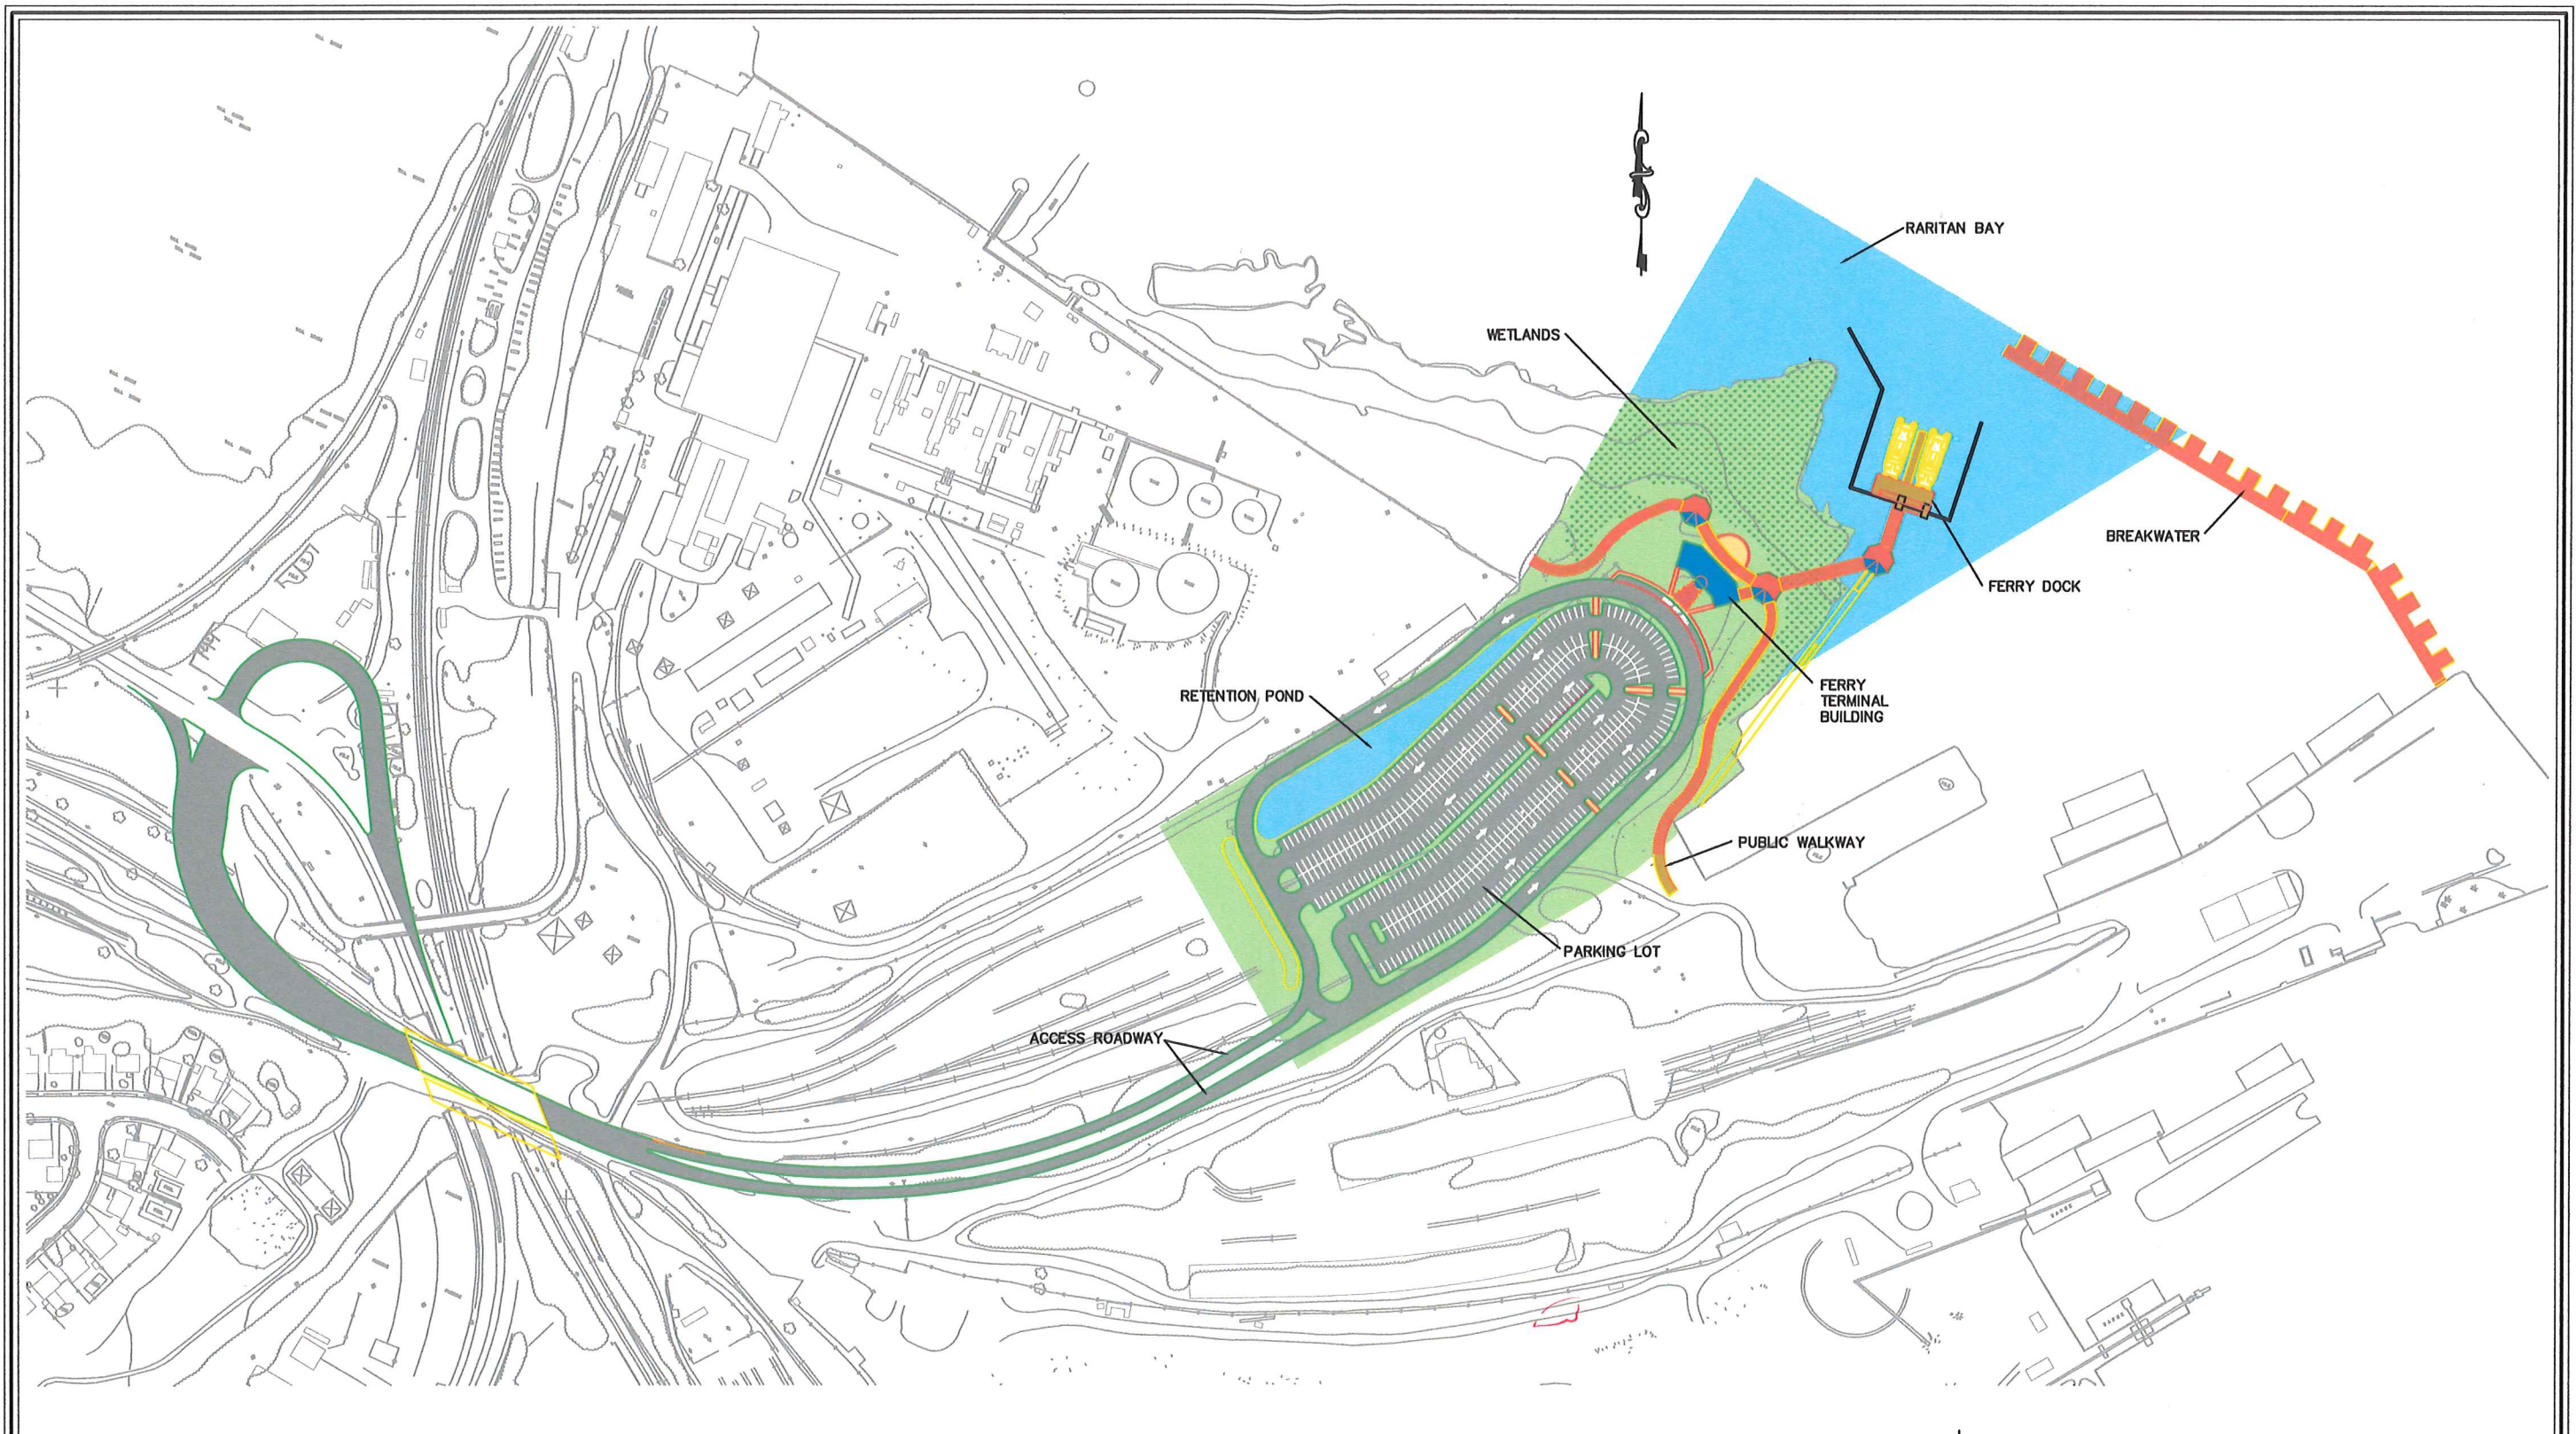 RARITAN BAY
WETLANDS
BREAKWATER
FERRY DOCK
RETENTION POND
FERRY
TERMINAL
BUILDING
PUBLIC WALKWAY
PARKING LOT
ACCESS ROADWAY